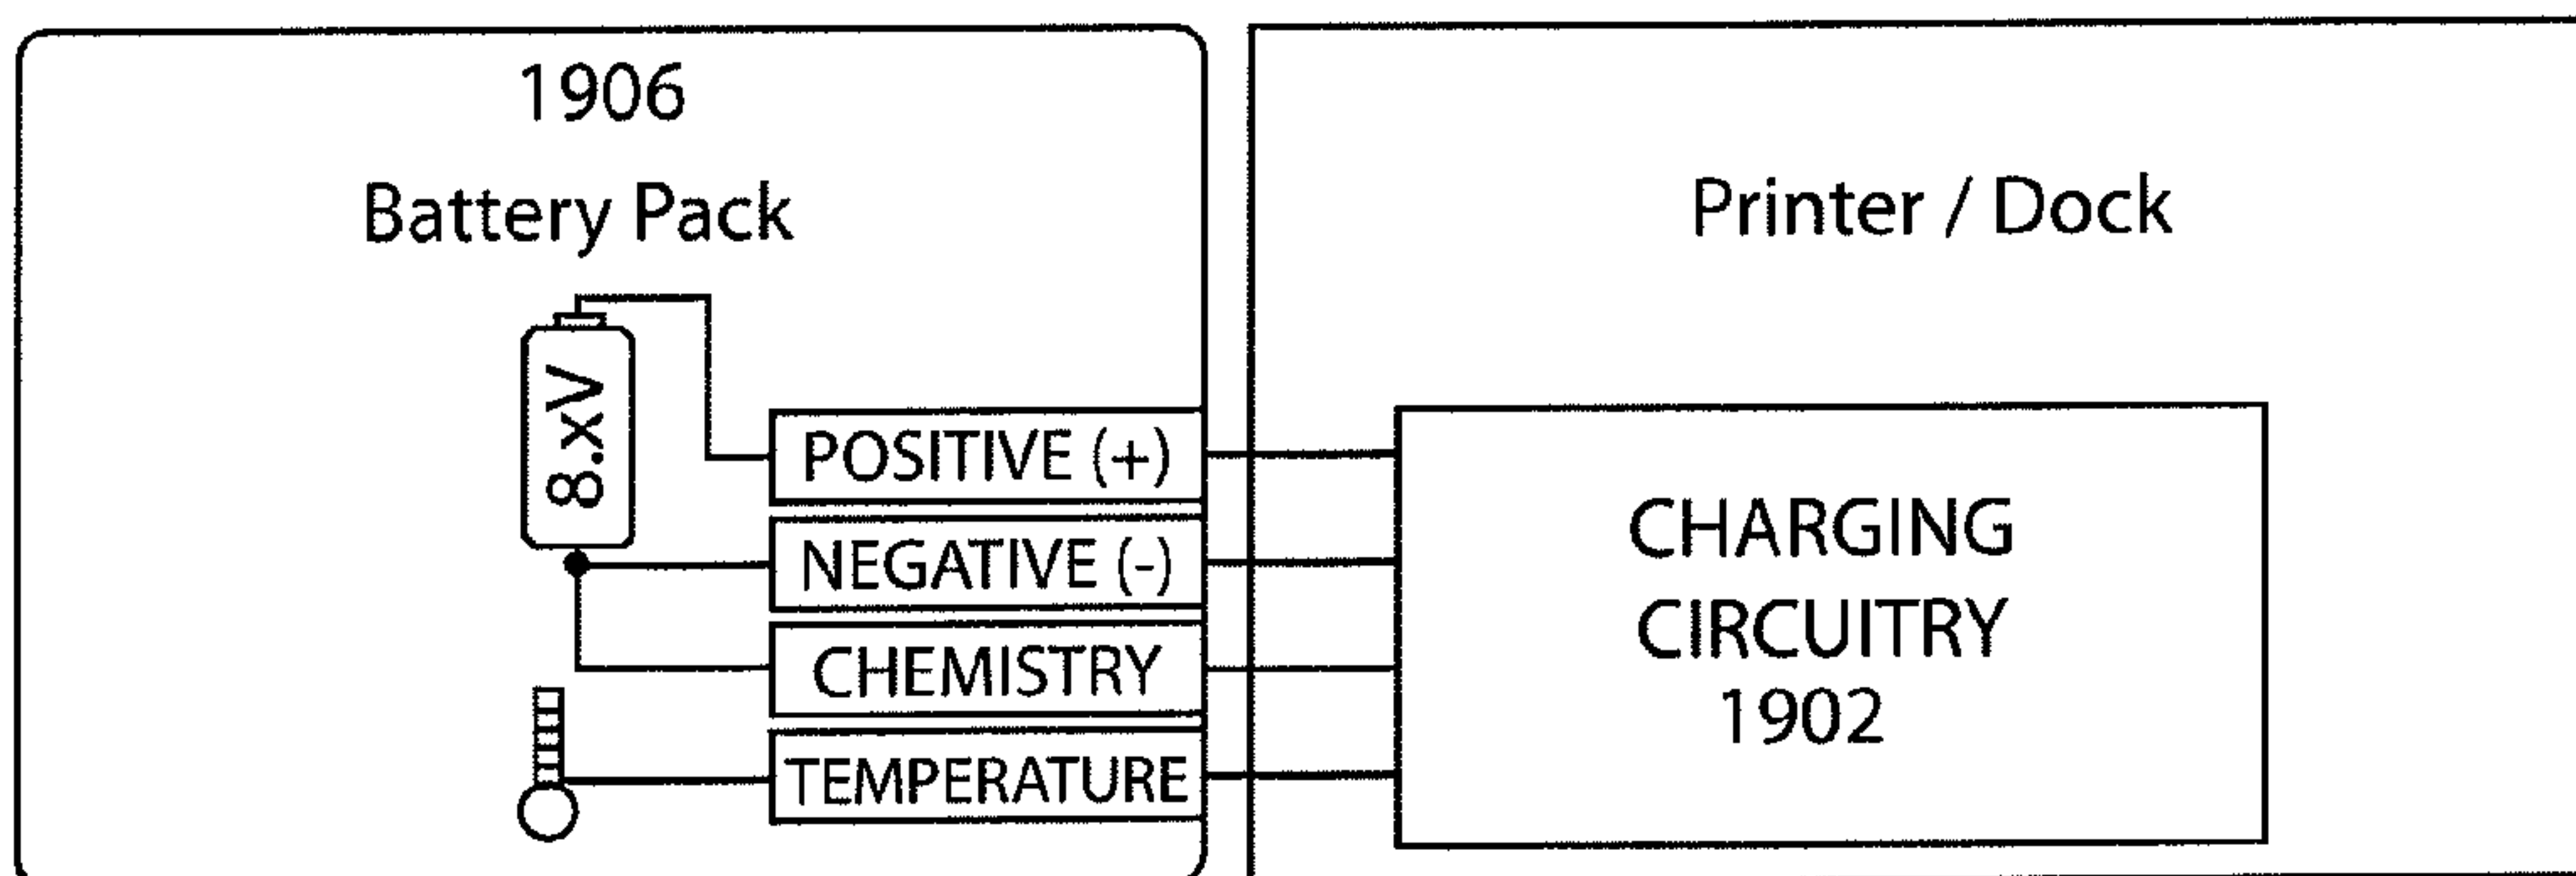 1906
Battery Pack
8.xV
POSITIVE (+)
NEGATIVE (-)
CHEMISTRY
TEMPERATURE
Printer / Dock
CHARGING
CIRCUITRY
1902